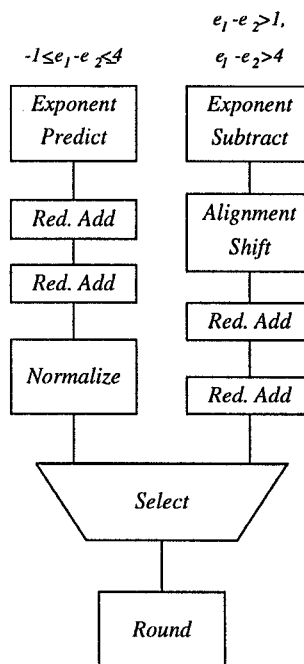 e1-e2>1,
-1≤e1-e2≤4
e1-e2>4
Exponent
Predict
Exponent
Subtract
Red. Add
Alignment
Shift
Red. Add
Red. Add
Normalize
Red. Add
Select
Round